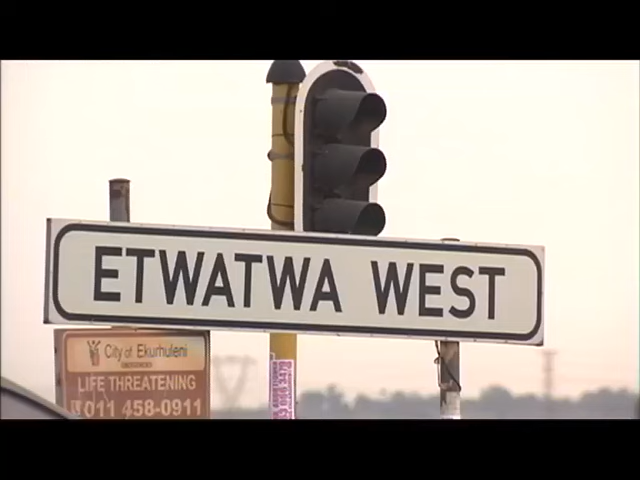 ETWATWA WEST
City of Ekurhuleni
LIFE THREATENING
011 458-0911